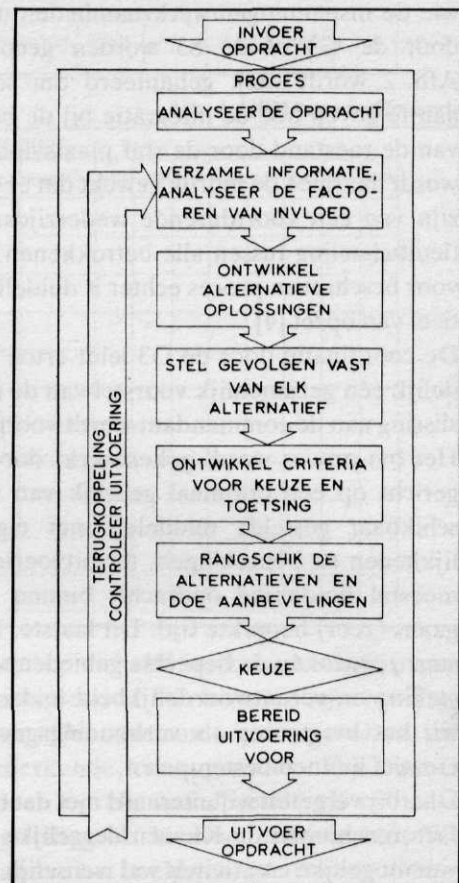 INVOER
OPDRACHT
PROCES
ANALYSEER DE OPDRACHT
VERZAMEL INFORMATIE,
ANALYSEER DE FACTO-
REN VAN INVLOED
ONTWIKKEL
ALTERNATIEVE
OPLOSSINGEN
STEL GEVOLGEN VAST
VAN ELK
ALTERNATIEF
ONTWIKKEL CRITERIA
VOOR KEUZE EN
TOETSING
RANGSCHIK DE
ALTERNATIEVEN EN
DOE AANBEVELINGEN
KEUZE
BEREID
UITVOERING
VOOR
UITVOER
OPDRACHT
TERUGKOPPELING
CONTROLEER UITVOERING